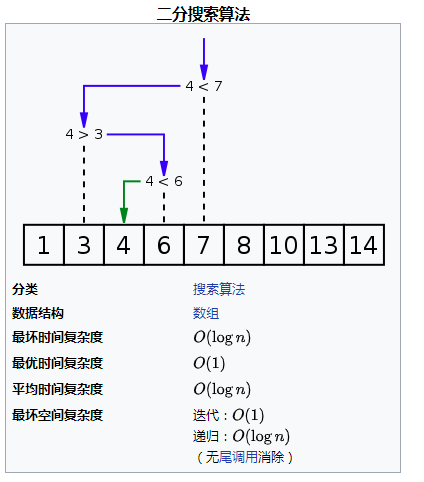 二分搜索算法
4 < 7
4 > 3
4 < 6
1 3 4 6 7 8 10 13 14
分类 搜索算法
数据结构 数组
最坏时间复杂度 O(log n)
最优时间复杂度 O(1)
平均时间复杂度 O(log n)
最坏空间复杂度 迭代：O(1)
递归：O(log n)
（无尾调用消除）